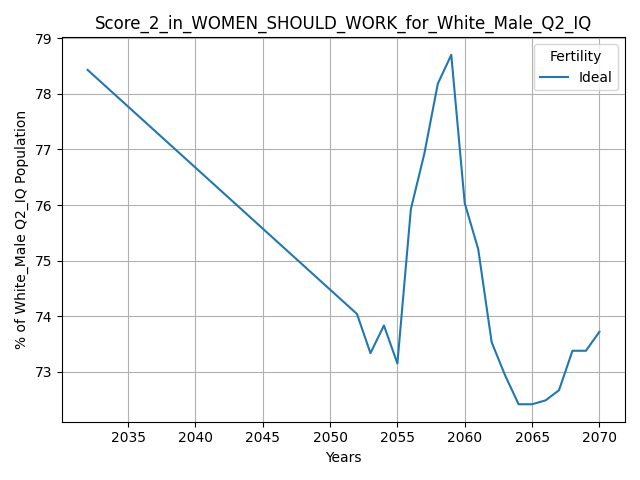 Score_2_in_WOMEN_SHOULD_WORK_for_White_Male_Q2_IQ
Fertility
Ideal
% of White_Male Q2_IQ Population
79
78
77
76
75
74
73
2035 2040 2045 2050 2055 2060 2065 2070
Years